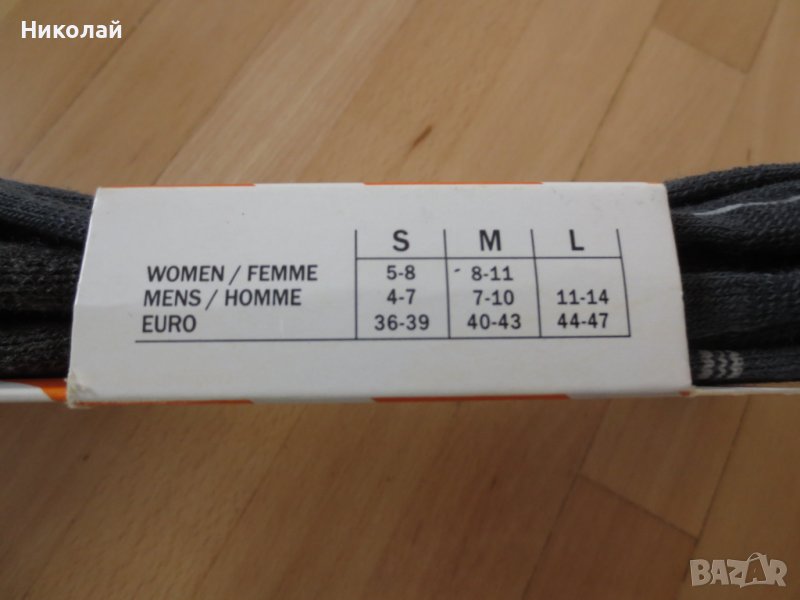 Николай
S M L
WOMEN / FEMME 5-8 8-11
MENS / HOMME 4-7 7-10 11-14
EURO 36-39 40-43 44-47
BAZAR